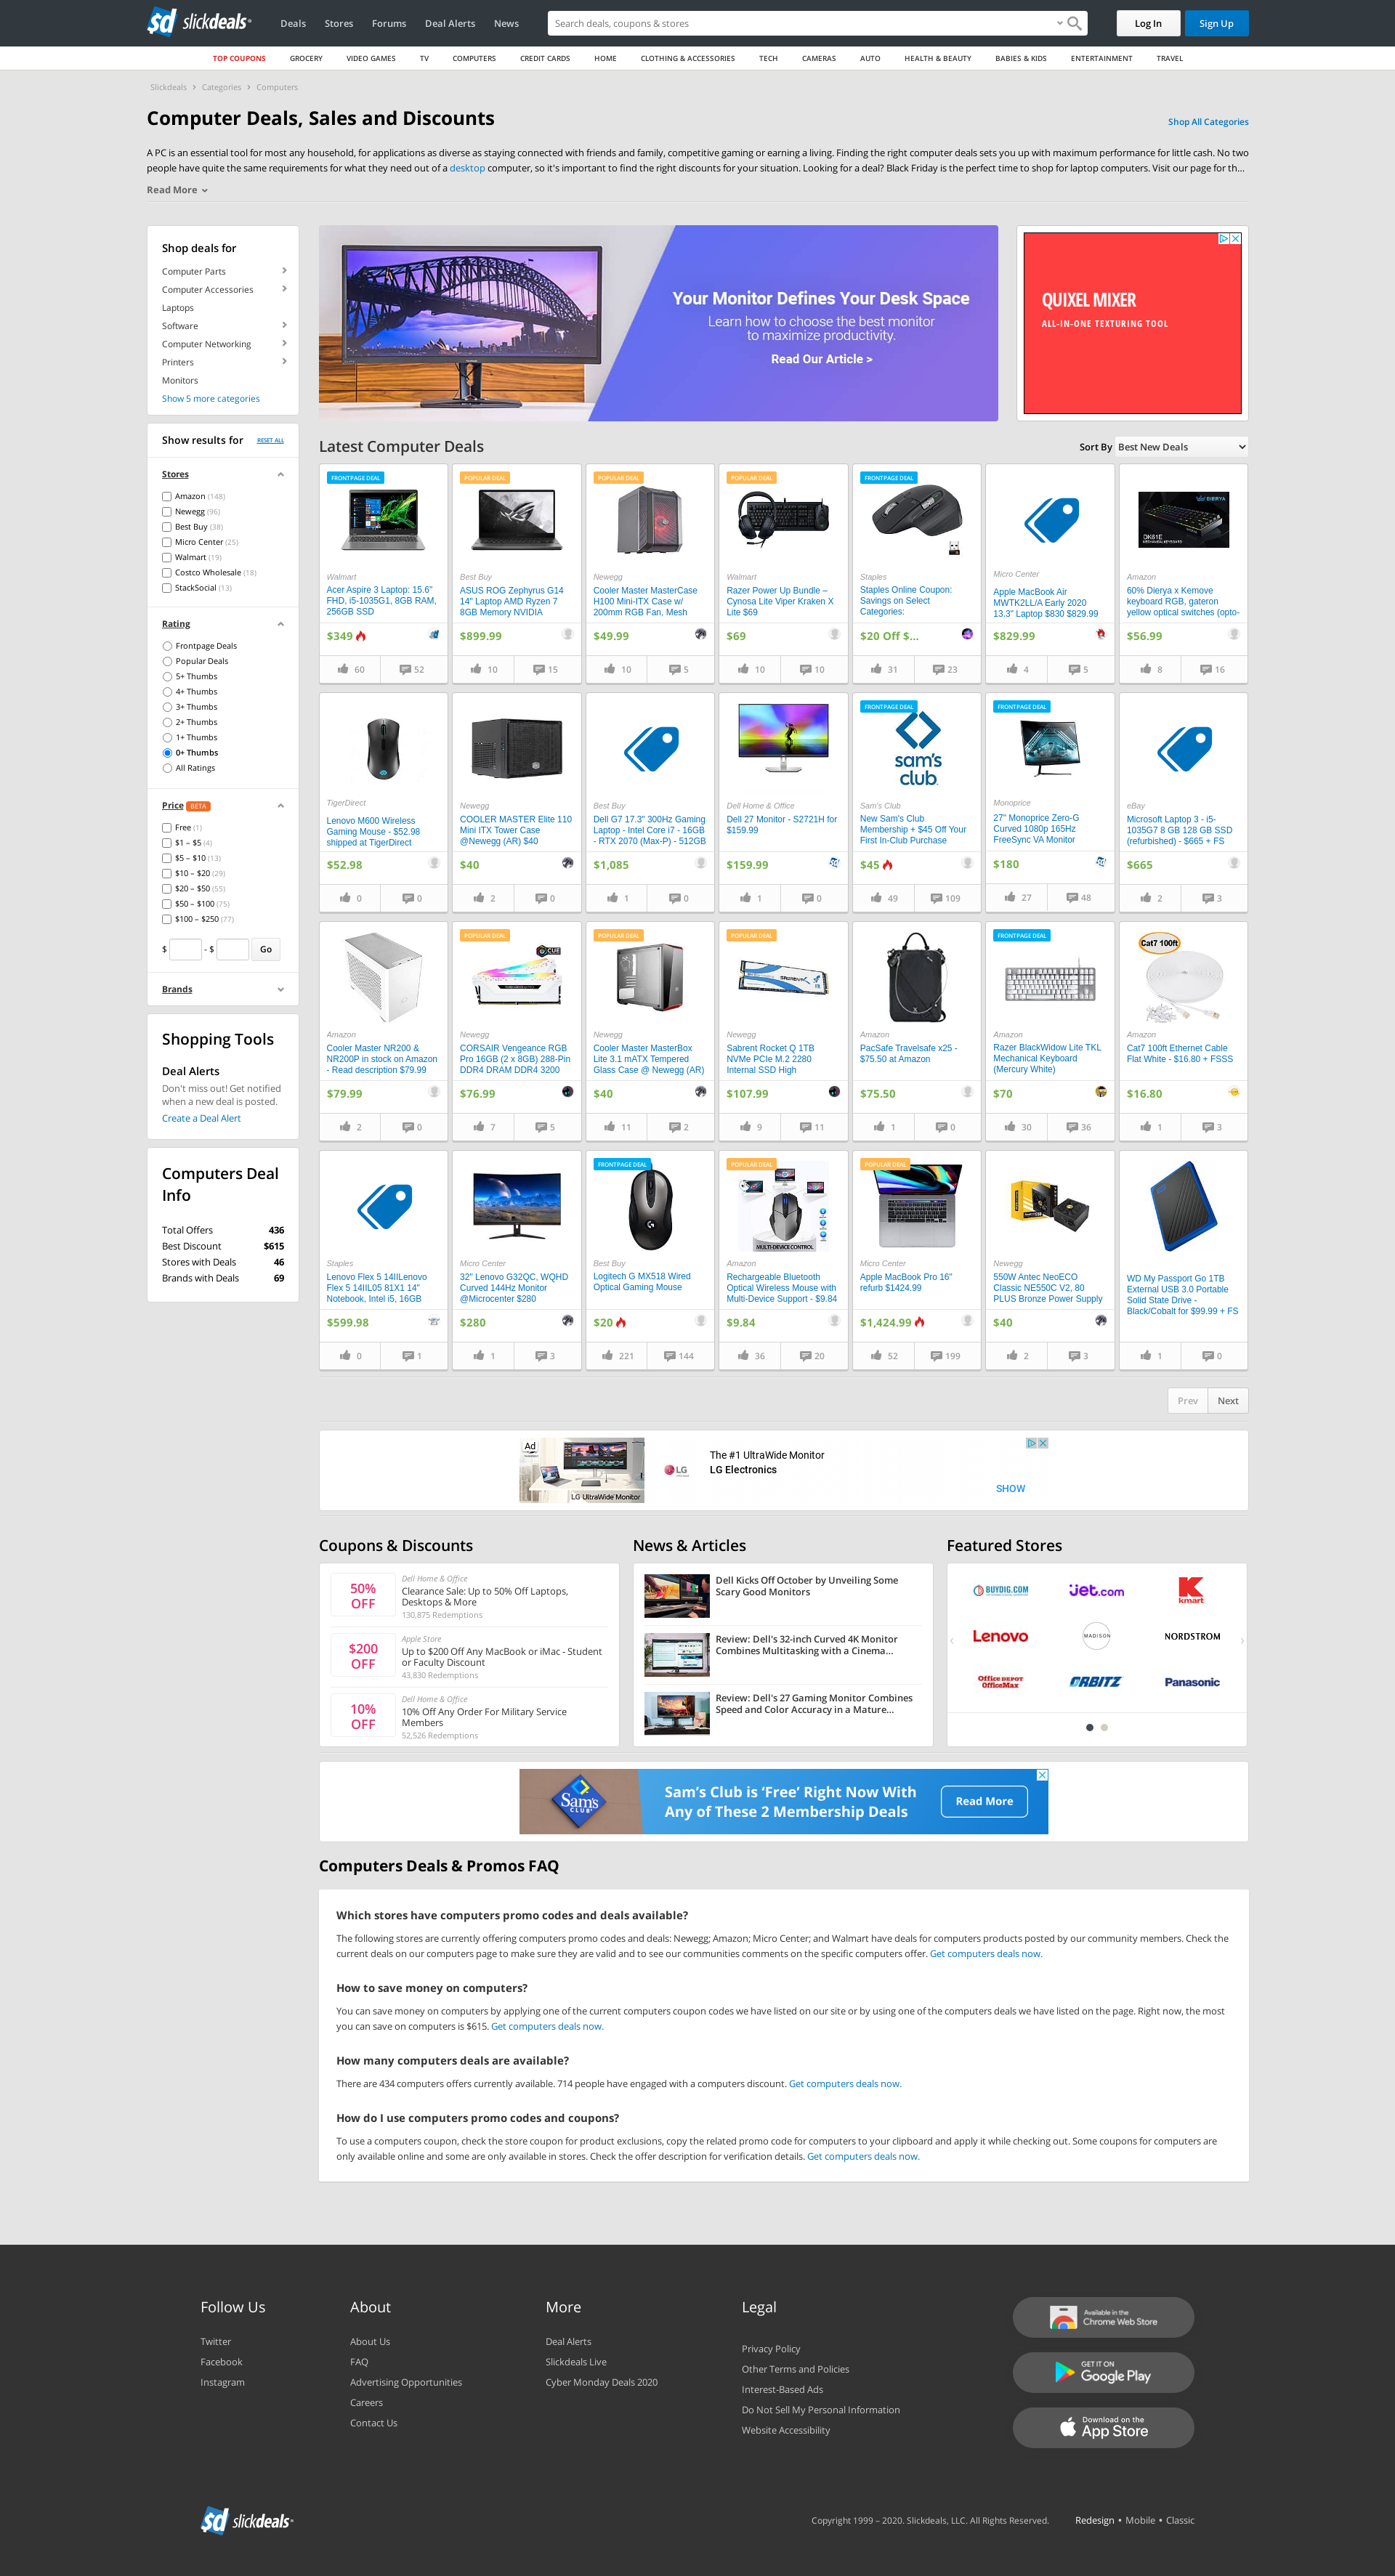 sd slickdeals
Deals
Stores
Forums
Deal Alerts
News
Search deals, coupons & stores
Log In
Sign Up
TOP COUPONS
GROCERY
VIDEO GAMES
TV
COMPUTERS
CREDIT CARDS
HOME
CLOTHING & ACCESSORIES
TECH
CAMERAS
AUTO
HEALTH & BEAUTY
BABIES & KIDS
ENTERTAINMENT
TRAVEL
Slickdeals > Categories > Computers
Computer Deals, Sales and Discounts
Shop All Categories
A PC is an essential tool for most any household, for applications as diverse as staying connected with friends and family, competitive gaming or earning a living. Finding the right computer deals sets you up with maximum performance for little cash. No two
people have quite the same requirements for what they need out of a desktop computer, so it's important to find the right discounts for your situation. Looking for a deal? Black Friday is the perfect time to shop for laptop computers. Visit our page for th...
Read More
Shop deals for
Computer Parts
Computer Accessories
Laptops
Software
Computer Networking
Printers
Monitors
Show 5 more categories
Show results for
RESET ALL
Stores
Amazon (148)
Newegg (96)
Best Buy (38)
Micro Center (25)
Walmart (19)
Costco Wholesale (18)
StackSocial (13)
Rating
Frontpage Deals
Popular Deals
5+ Thumbs
4+ Thumbs
3+ Thumbs
2+ Thumbs
1+ Thumbs
0+ Thumbs
All Ratings
Price BETA
Free (1)
$1 – $5 (4)
$5 – $10 (13)
$10 – $20 (29)
$20 – $50 (55)
$50 – $100 (75)
$100 – $250 (77)
$ - $ Go
Brands
Shopping Tools
Deal Alerts
Don't miss out! Get notified
when a new deal is posted.
Create a Deal Alert
Computers Deal
Info
Total Offers 436
Best Discount $615
Stores with Deals 46
Brands with Deals 69
Your Monitor Defines Your Desk Space
Learn how to choose the best monitor
to maximize productivity.
Read Our Article >
QUIXEL MIXER
ALL-IN-ONE TEXTURING TOOL
Latest Computer Deals
Sort By Best New Deals
FRONTPAGE DEAL
Walmart
Acer Aspire 3 Laptop: 15.6"
FHD, i5-1035G1, 8GB RAM,
256GB SSD
$349
60 52
POPULAR DEAL
Best Buy
ASUS ROG Zephyrus G14
14" Laptop AMD Ryzen 7
8GB Memory NVIDIA
$899.99
10 15
POPULAR DEAL
Newegg
Cooler Master MasterCase
H100 Mini-ITX Case w/
200mm RGB Fan, Mesh
$49.99
10 5
POPULAR DEAL
Walmart
Razer Power Up Bundle –
Cynosa Lite Viper Kraken X
Lite $69
$69
10 10
FRONTPAGE DEAL
Staples
Staples Online Coupon:
Savings on Select
Categories:
$20 Off $...
31 23
Micro Center
Apple MacBook Air
MWTK2LL/A Early 2020
13.3" Laptop $830 $829.99
$829.99
4 5
DIERYA
DK61E
MECHANICAL KEYBOARD
Amazon
60% Dierya x Kemove
keyboard RGB, gateron
yellow optical switches (opto-
$56.99
8 16
TigerDirect
Lenovo M600 Wireless
Gaming Mouse - $52.98
shipped at TigerDirect
$52.98
0 0
Newegg
COOLER MASTER Elite 110
Mini ITX Tower Case
@Newegg (AR) $40
$40
2 0
Best Buy
Dell G7 17.3" 300Hz Gaming
Laptop - Intel Core i7 - 16GB
- RTX 2070 (Max-P) - 512GB
$1,085
1 0
Dell Home & Office
Dell 27 Monitor - S2721H for
$159.99
$159.99
1 0
FRONTPAGE DEAL
sam's club
Sam's Club
New Sam's Club
Membership + $45 Off Your
First In-Club Purchase
$45
49 109
FRONTPAGE DEAL
Monoprice
27" Monoprice Zero-G
Curved 1080p 165Hz
FreeSync VA Monitor
$180
27 48
eBay
Microsoft Laptop 3 - i5-
1035G7 8 GB 128 GB SSD
(refurbished) - $665 + FS
$665
2 3
Amazon
Cooler Master NR200 &
NR200P in stock on Amazon
- Read description $79.99
$79.99
2 0
POPULAR DEAL
iCUE
Newegg
CORSAIR Vengeance RGB
Pro 16GB (2 x 8GB) 288-Pin
DDR4 DRAM DDR4 3200
$76.99
7 5
POPULAR DEAL
Newegg
Cooler Master MasterBox
Lite 3.1 mATX Tempered
Glass Case @ Newegg (AR)
$40
11 2
POPULAR DEAL
SABRENT
Newegg
Sabrent Rocket Q 1TB
NVMe PCIe M.2 2280
Internal SSD High
$107.99
9 11
Amazon
PacSafe Travelsafe x25 -
$75.50 at Amazon
$75.50
1 0
FRONTPAGE DEAL
Amazon
Razer BlackWidow Lite TKL
Mechanical Keyboard
(Mercury White)
$70
30 36
Cat7 100ft
Amazon
Cat7 100ft Ethernet Cable
Flat White - $16.80 + FSSS
$16.80
1 3
Staples
Lenovo Flex 5 14IILenovo
Flex 5 14IIL05 81X1 14"
Notebook, Intel i5, 16GB
$599.98
0 1
Micro Center
32" Lenovo G32QC, WQHD
Curved 144Hz Monitor
@Microcenter $280
$280
1 3
FRONTPAGE DEAL
Best Buy
Logitech G MX518 Wired
Optical Gaming Mouse
$20
221 144
POPULAR DEAL
MULTI-DEVICE CONTROL
Amazon
Rechargeable Bluetooth
Optical Wireless Mouse with
Multi-Device Support - $9.84
$9.84
36 20
POPULAR DEAL
Micro Center
Apple MacBook Pro 16"
refurb $1424.99
$1,424.99
52 199
Newegg
550W Antec NeoECO
Classic NE550C V2, 80
PLUS Bronze Power Supply
$40
2 3
WD My Passport Go 1TB
External USB 3.0 Portable
Solid State Drive -
Black/Cobalt for $99.99 + FS
1 0
Prev
Next
Ad
LG UltraWide Monitor
LG
The #1 UltraWide Monitor
LG Electronics
SHOW
Coupons & Discounts
50%
OFF
Dell Home & Office
Clearance Sale: Up to 50% Off Laptops,
Desktops & More
130,875 Redemptions
$200
OFF
Apple Store
Up to $200 Off Any MacBook or iMac - Student
or Faculty Discount
43,830 Redemptions
10%
OFF
Dell Home & Office
10% Off Any Order For Military Service
Members
52,526 Redemptions
News & Articles
Dell Kicks Off October by Unveiling Some
Scary Good Monitors
Review: Dell's 32-inch Curved 4K Monitor
Combines Multitasking with a Cinema...
Review: Dell's 27 Gaming Monitor Combines
Speed and Color Accuracy in a Mature...
Featured Stores
BUYDIG.COM
jet.com
kmart
Lenovo
MADISON
NORDSTROM
Office DEPOT
OfficeMax
ORBITZ
Panasonic
Sam's CLUB
Sam's Club is 'Free' Right Now With
Any of These 2 Membership Deals
Read More
Computers Deals & Promos FAQ
Which stores have computers promo codes and deals available?
The following stores are currently offering computers promo codes and deals: Newegg; Amazon; Micro Center; and Walmart have deals for computers products posted by our community members. Check the
current deals on our computers page to make sure they are valid and to see our communities comments on the specific computers offer. Get computers deals now.
How to save money on computers?
You can save money on computers by applying one of the current computers coupon codes we have listed on our site or by using one of the computers deals we have listed on the page. Right now, the most
you can save on computers is $615. Get computers deals now.
How many computers deals are available?
There are 434 computers offers currently available. 714 people have engaged with a computers discount. Get computers deals now.
How do I use computers promo codes and coupons?
To use a computers coupon, check the store coupon for product exclusions, copy the related promo code for computers to your clipboard and apply it while checking out. Some coupons for computers are
only available online and some are only available in stores. Check the offer description for verification details. Get computers deals now.
Follow Us
Twitter
Facebook
Instagram
About
About Us
FAQ
Advertising Opportunities
Careers
Contact Us
More
Deal Alerts
Slickdeals Live
Cyber Monday Deals 2020
Legal
Privacy Policy
Other Terms and Policies
Interest-Based Ads
Do Not Sell My Personal Information
Website Accessibility
Available in the
Chrome Web Store
GET IT ON
Google Play
Download on the
App Store
sd slickdeals
Copyright 1999 – 2020. Slickdeals, LLC. All Rights Reserved.
Redesign • Mobile • Classic